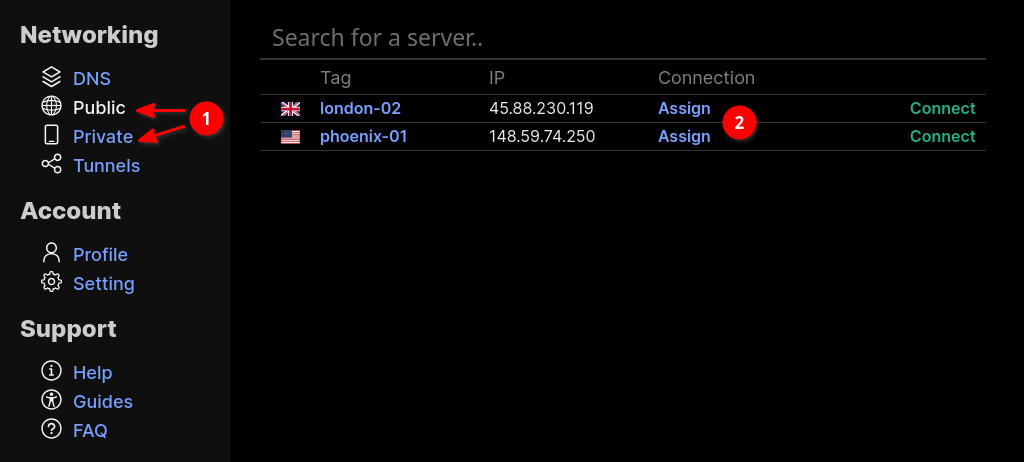 Networking
DNS
Public
Private
Tunnels
1
Account
Profile
Setting
Support
Help
Guides
FAQ
Search for a server..
Tag IP Connection
london-02 45.88.230.119 Assign Connect
phoenix-01 148.59.74.250 Assign Connect
2